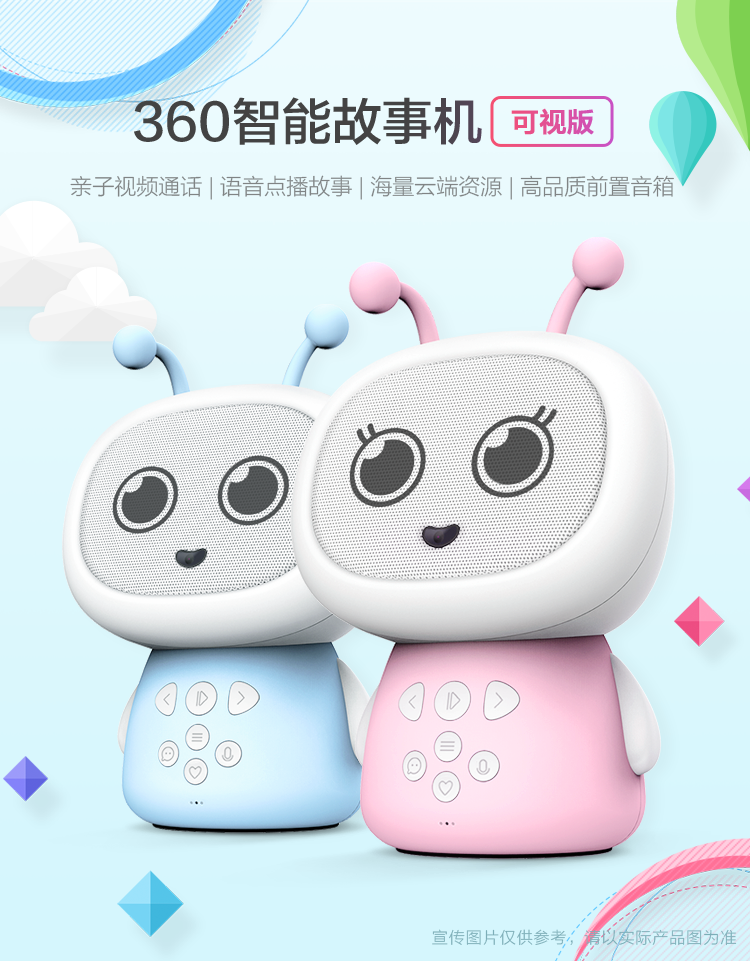 360智能故事机 可视版
亲子视频通话 | 语音点播故事 | 海量云端资源 | 高品质前置音箱
宣传图片仅供参考，请以实际产品图为准